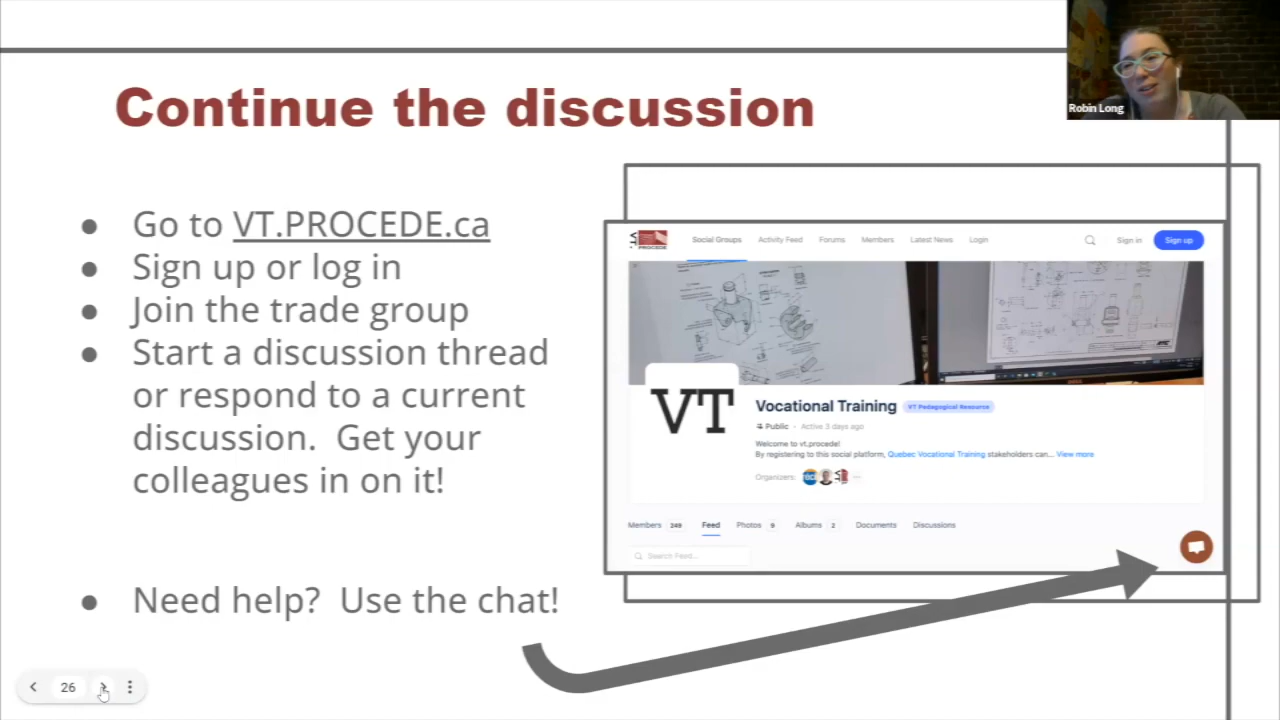 Continue the discussion
Robin Long
● Go to VT.PROCEDE.ca
● Sign up or log in
● Join the trade group
● Start a discussion thread
or respond to a current
discussion.  Get your
colleagues in on it!
● Need help?  Use the chat!
PROCEDE
Social Groups Activity Feed Forums Members Latest News Login Sign in Sign up
VT
Vocational Training VT Pedagogical Resource
Public • Active 3 days ago
Welcome to vt.procede!
By registering to this social platform, Quebec Vocational Training stakeholders can... View more
Organizers:
Members 249 Feed Photos 9 Albums 2 Documents Discussions
Search Feed...
26